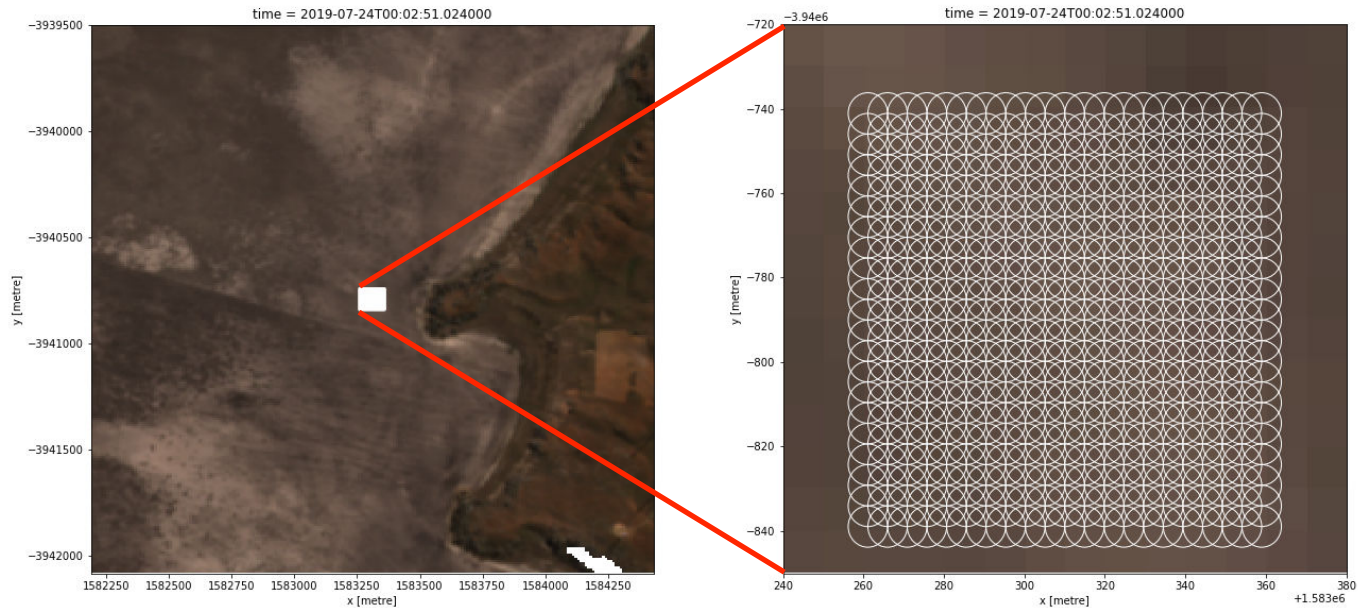 time = 2019-07-24T00:02:51.024000
−3939500
−3940000
−3940500
−3941000
−3941500
−3942000
y [metre]
1582250 1582500 1582750 1583000 1583250 1583500 1583750 1584000 1584250
x [metre]
time = 2019-07-24T00:02:51.024000
−3.94e6
−720
−740
−760
−780
−800
−820
−840
y [metre]
240 260 280 300 320 340 360 380
x [metre]
+1.583e6